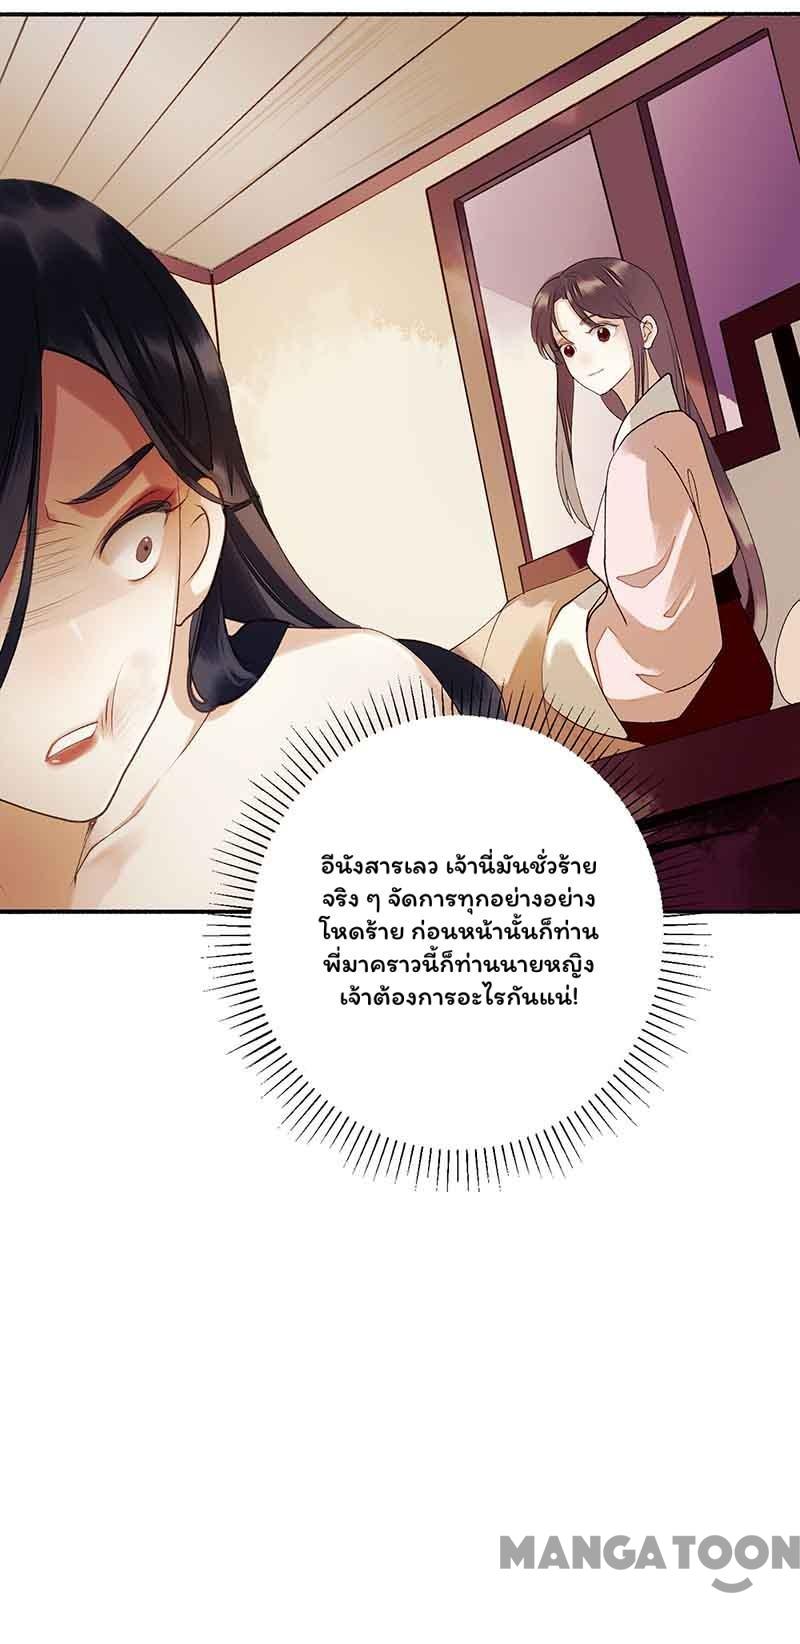 อีนังสารเลว เจ้านี่มันชั่วร้าย
จริง ๆ จัดการทุกอย่างอย่าง
โหดร้าย ก่อนหน้านั้นก็ท่าน
พี่มาคราวนี้ก็ท่านนายหญิง
เจ้าต้องการอะไรกันแน่!
MANGATOON